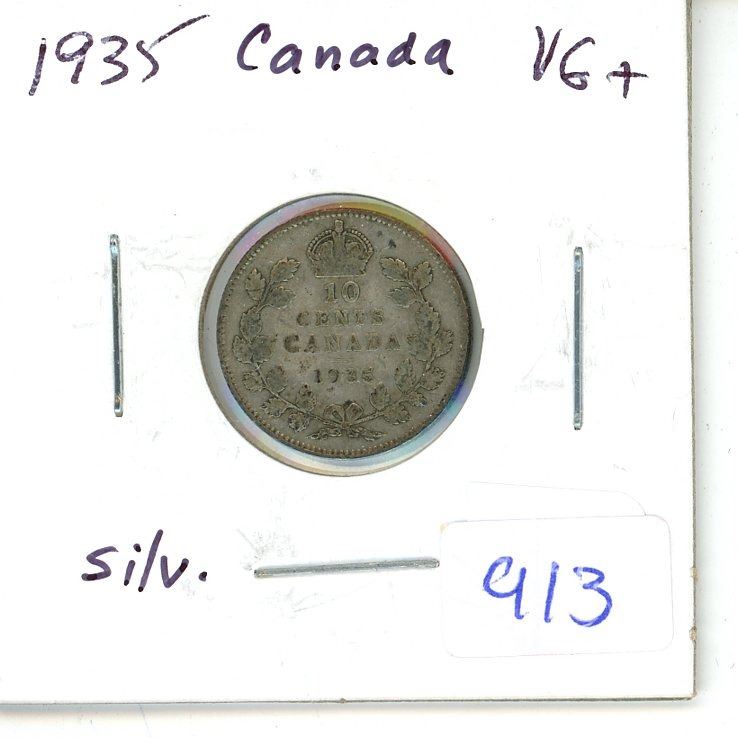 1935 Canada VG+
10
CENTS
CANADA
1935
silv.
913